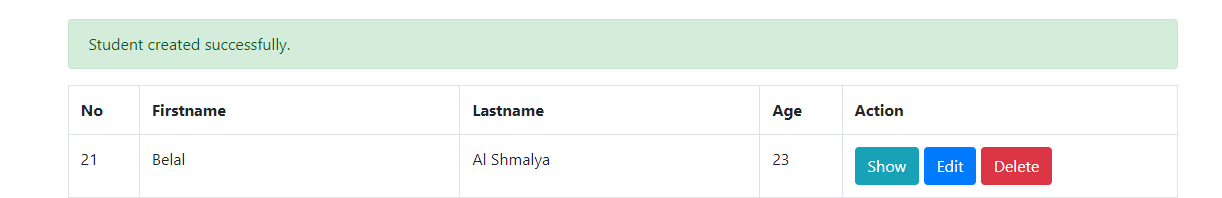 Student created successfully.
No Firstname Lastname Age Action
21 Belal Al Shmalya 23 Show Edit Delete